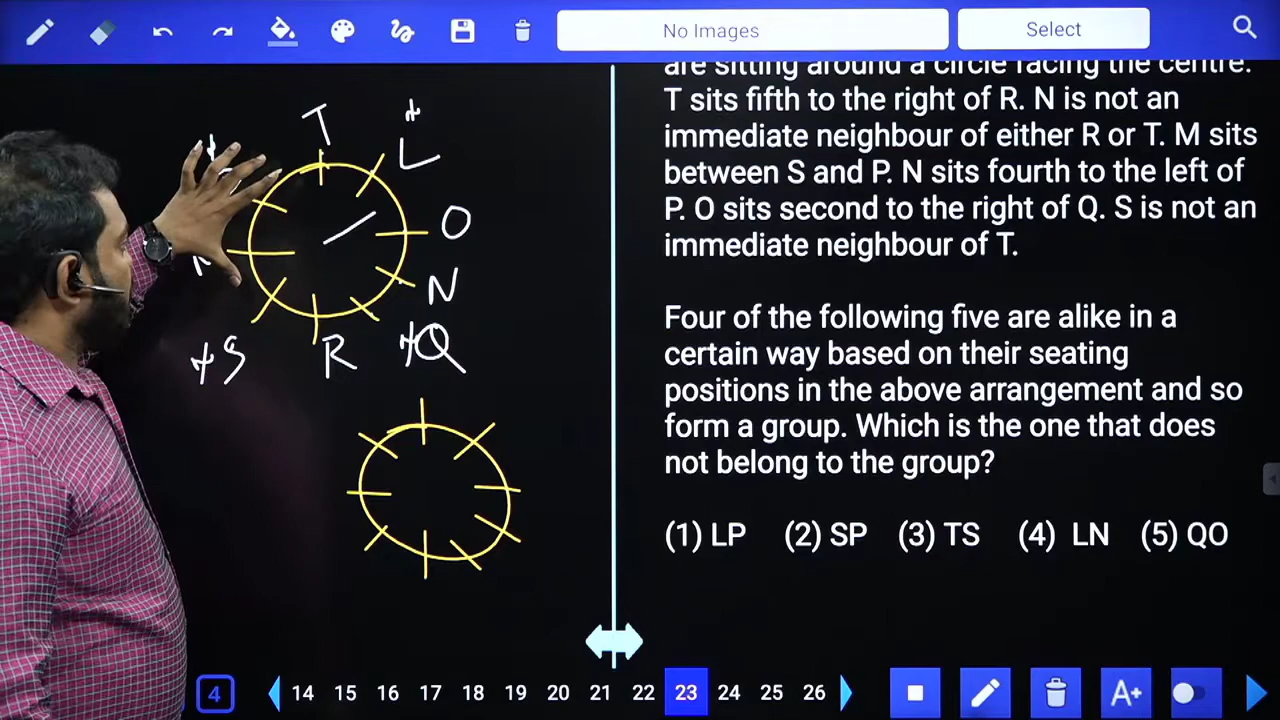 No Images
Select
are sitting around a circle facing the centre.
T sits fifth to the right of R. N is not an
immediate neighbour of either R or T. M sits
between S and P. N sits fourth to the left of
P. O sits second to the right of Q. S is not an
immediate neighbour of T.
Four of the following five are alike in a
certain way based on their seating
positions in the above arrangement and so
form a group. Which is the one that does
not belong to the group?
(1) LP (2) SP (3) TS (4) LN (5) QO
T
L
O
N
Q
R
S
4
14 15 16 17 18 19 20 21 22 23 24 25 26
A+